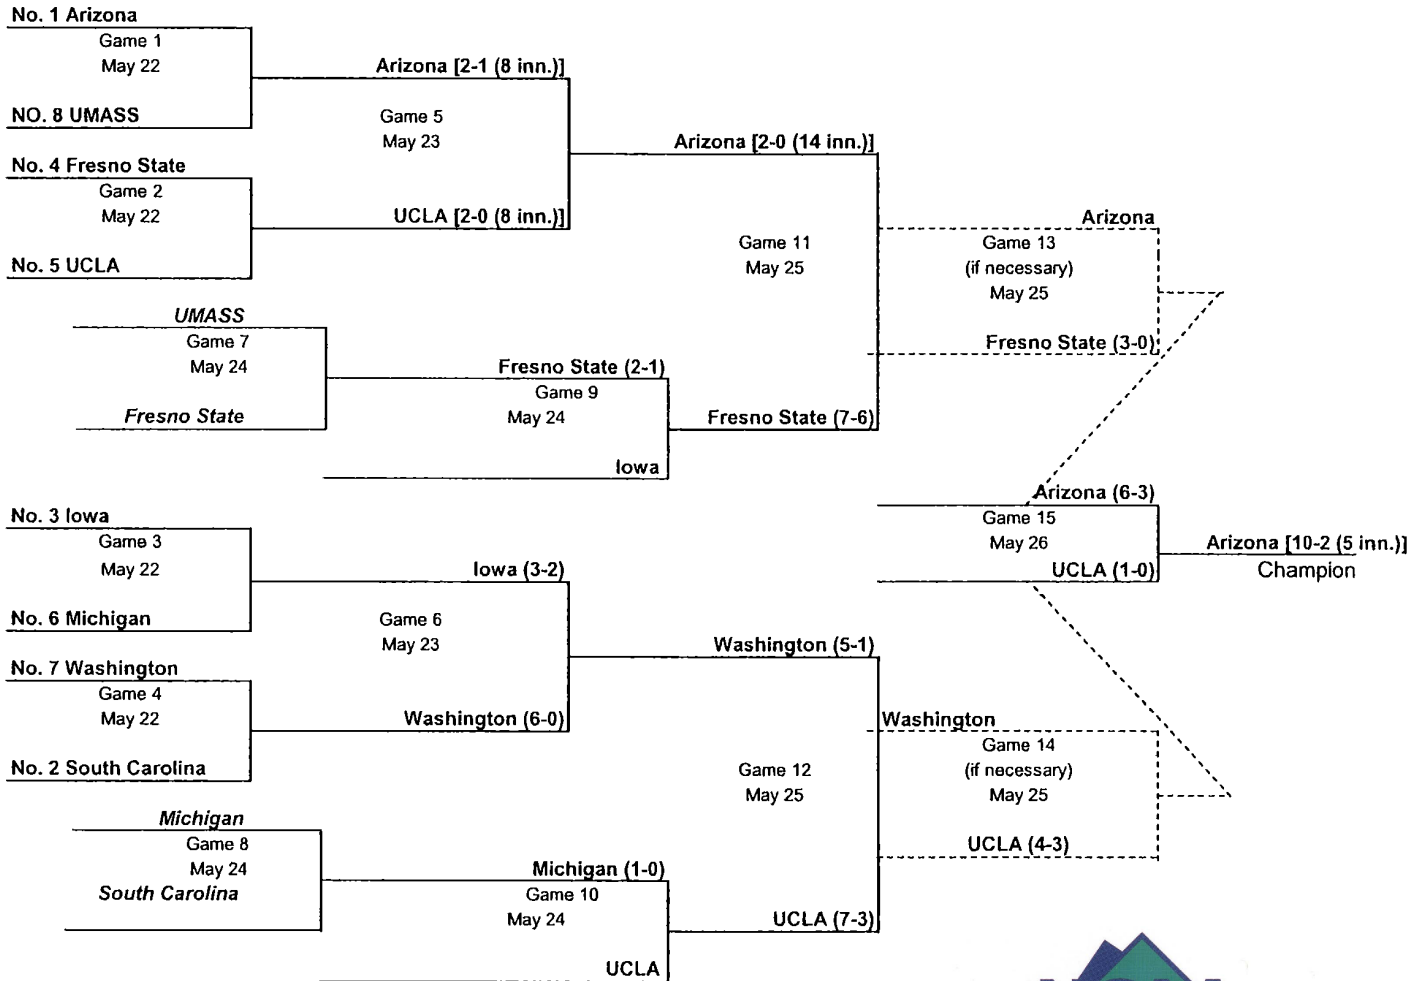 No. 1 Arizona
Game 1
May 22
NO. 8 UMASS
Arizona [2-1 (8 inn.)]
Game 5
May 23
UCLA [2-0 (8 inn.)]
No. 4 Fresno State
Game 2
May 22
No. 5 UCLA
Arizona [2-0 (14 inn.)]
Game 11
May 25
Fresno State (7-6)
UMASS
Game 7
May 24
Fresno State
Fresno State (2-1)
Game 9
May 24
Iowa
Arizona
Game 13
(if necessary)
May 25
Fresno State (3-0)
Arizona (6-3)
Game 15
May 26
UCLA (1-0)
Arizona [10-2 (5 inn.)]
Champion
No. 3 Iowa
Game 3
May 22
No. 6 Michigan
Iowa (3-2)
Game 6
May 23
Washington (6-0)
No. 7 Washington
Game 4
May 22
No. 2 South Carolina
Washington (5-1)
Game 12
May 25
UCLA (7-3)
Washington
Game 14
(if necessary)
May 25
UCLA (4-3)
Michigan
Game 8
May 24
South Carolina
Michigan (1-0)
Game 10
May 24
UCLA